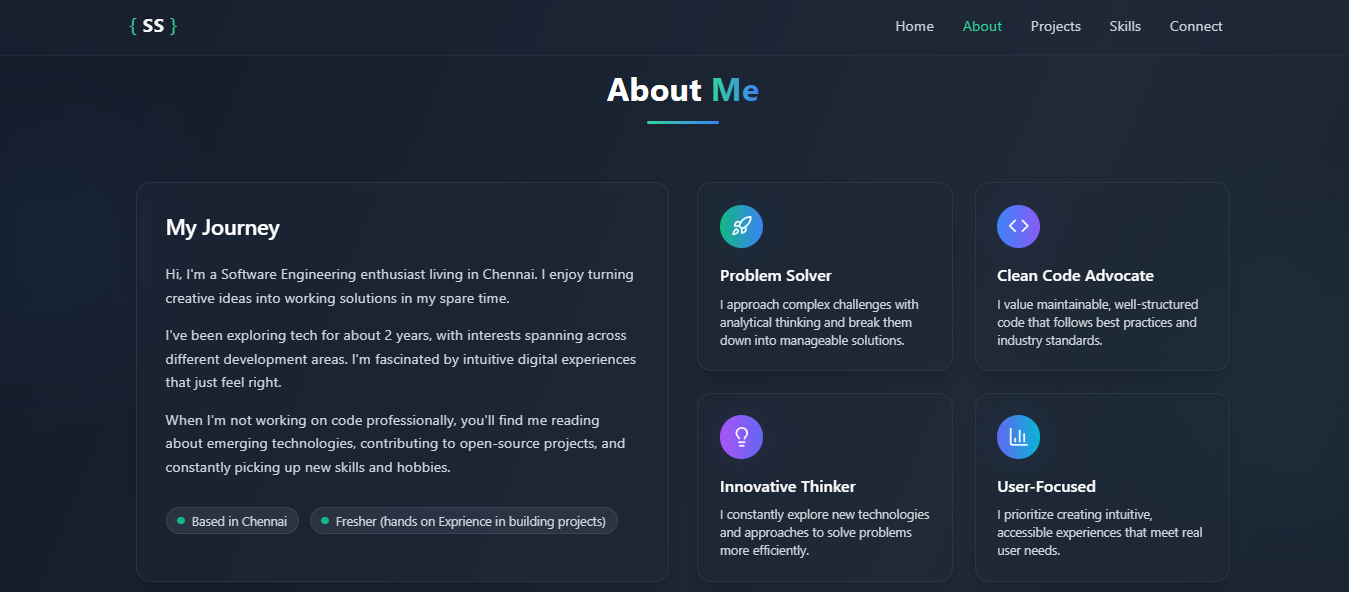 { SS }
Home About Projects Skills Connect
About Me
My Journey
Hi, I'm a Software Engineering enthusiast living in Chennai. I enjoy turning
creative ideas into working solutions in my spare time.
I've been exploring tech for about 2 years, with interests spanning across
different development areas. I'm fascinated by intuitive digital experiences
that just feel right.
When I'm not working on code professionally, you'll find me reading
about emerging technologies, contributing to open-source projects, and
constantly picking up new skills and hobbies.
Based in Chennai
Fresher (hands on Exprience in building projects)
Problem Solver
I approach complex challenges with
analytical thinking and break them
down into manageable solutions.
Clean Code Advocate
I value maintainable, well-structured
code that follows best practices and
industry standards.
Innovative Thinker
I constantly explore new technologies
and approaches to solve problems
more efficiently.
User-Focused
I prioritize creating intuitive,
accessible experiences that meet real
user needs.